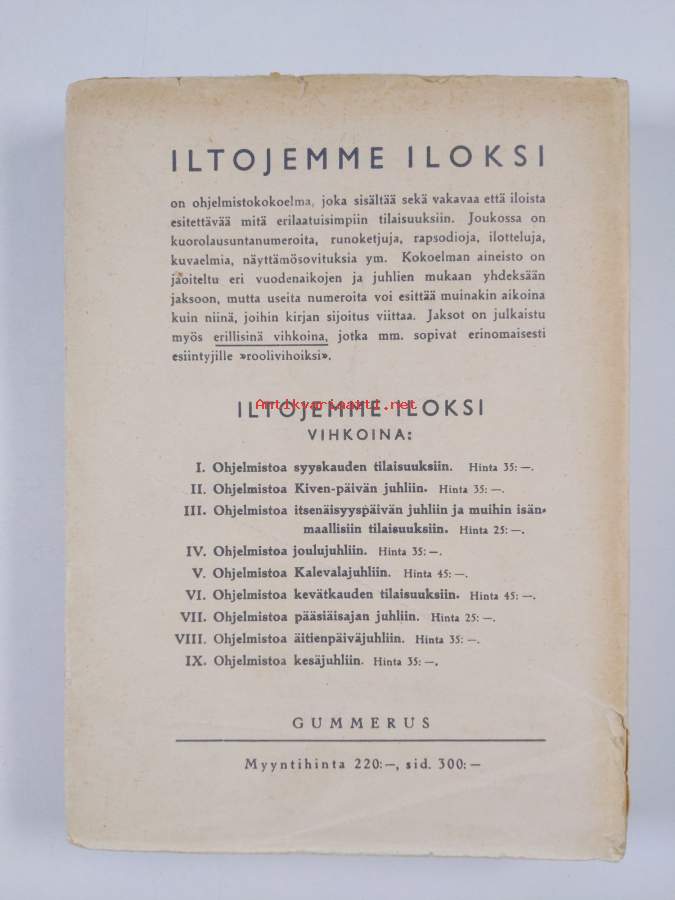 ILTOJEMME ILOKSI
on ohjelmistokokoelma, joka sisältää sekä vakavaa että iloista
esitettävää mitä erilaatuisimpiin tilaisuuksiin. Joukossa on
kuorolausuntanumeroita, runoketjuja, rapsodioja, ilotteluja,
kuvaelmia, näyttämösovituksia ym. Kokoelman aineisto on
jaoiteltu eri vuodenaikojen ja juhlien mukaan yhdeksään
jaksoon, mutta useita numeroita voi esittää muinakin aikoina
kuin niinä, joihin kirjan sijoitus viittaa. Jaksot on julkaistu
myös erillisinä vihkoina, jotka mm. sopivat erinomaisesti
esiintyjille »roolivihoiksi».
ILTOJEMME ILOKSI
Antikvariaatti.net
VIHKOINA:
I. Ohjelmistoa syyskauden tilaisuuksiin. Hinta 35: —.
II. Ohjelmistoa Kiven-päivän juhliin. Hinta 35: —.
III. Ohjelmistoa itsenäisyyspäivän juhliin ja muihin isän-
maallisiin tilaisuuksiin. Hinta 25: —.
IV. Ohjelmistoa joulujuhliin. Hinta 35: —.
V. Ohjelmistoa Kalevalajuhliin. Hinta 45: —.
VI. Ohjelmistoa kevätkauden tilaisuuksiin. Hinta 45: —.
VII. Ohjelmistoa pääsiäisajan juhliin. Hinta 25: —.
VIII. Ohjelmistoa äitienpäiväjuhliin. Hinta 35: —.
IX. Ohjelmistoa kesäjuhliin. Hinta 35: —.
GUMMERUS
Myyntihinta 220: —, sid. 300: —